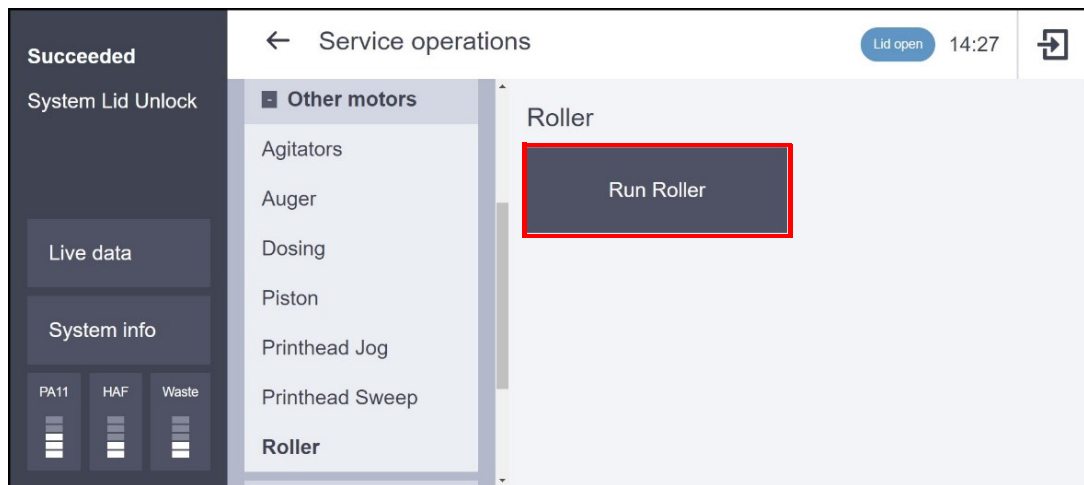 Succeeded
System Lid Unlock
Live data
System info
PA11 HAF Waste
← Service operations
Lid open 14:27
- Other motors
Agitators
Auger
Dosing
Piston
Printhead Jog
Printhead Sweep
Roller
Roller
Run Roller